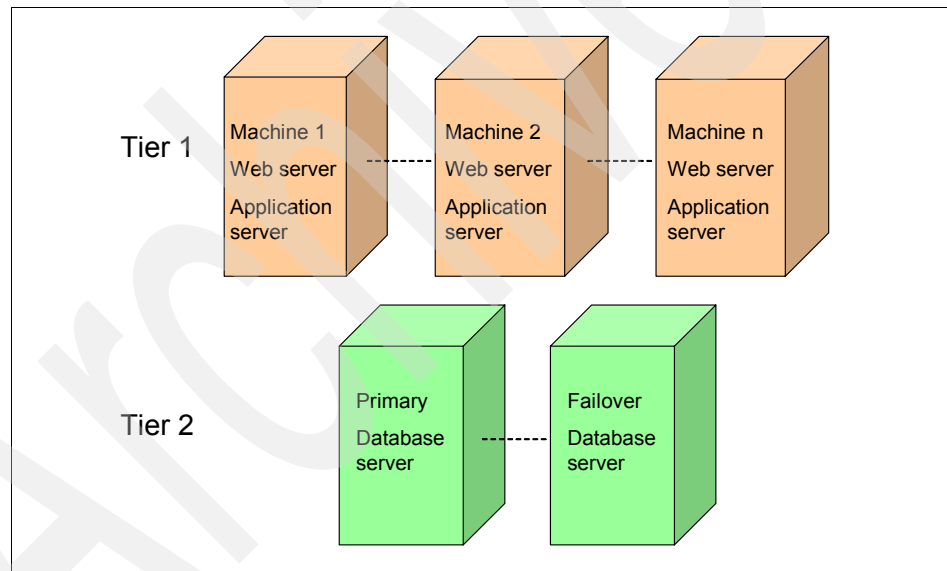 Tier 1
Machine 1
Web server
Application
server
Machine 2
Web server
Application
server
Machine n
Web server
Application
server
Tier 2
Primary
Database
server
Failover
Database
server
Archive